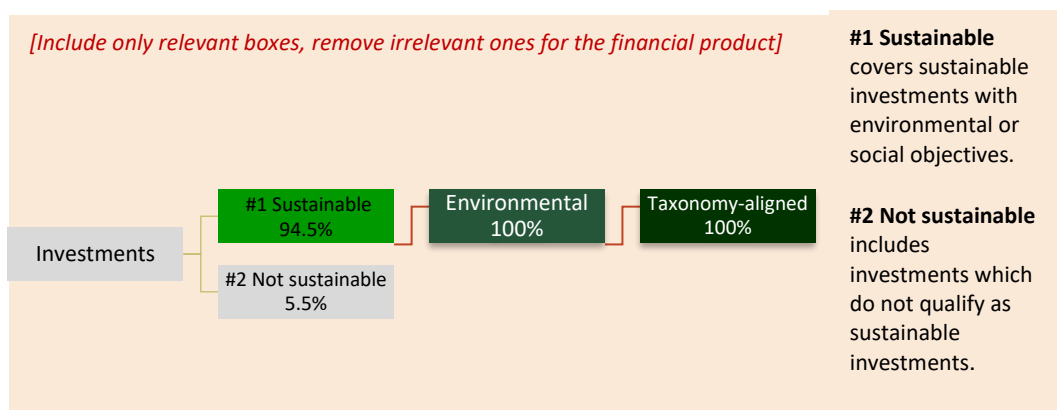 [Include only relevant boxes, remove irrelevant ones for the financial product]
Investments
#1 Sustainable
94.5%
#2 Not sustainable
5.5%
Environmental
100%
Taxonomy-aligned
100%
#1 Sustainable
covers sustainable
investments with
environmental or
social objectives.
#2 Not sustainable
includes
investments which
do not qualify as
sustainable
investments.